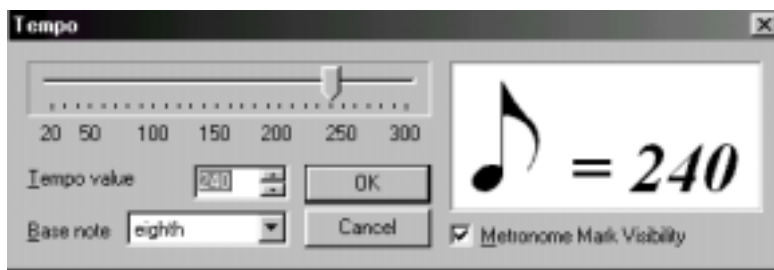 Tempo
20 50 100 150 200 250 300
Tempo value 240
OK
Base note eighth
Cancel
= 240
Metronome Mark Visibility